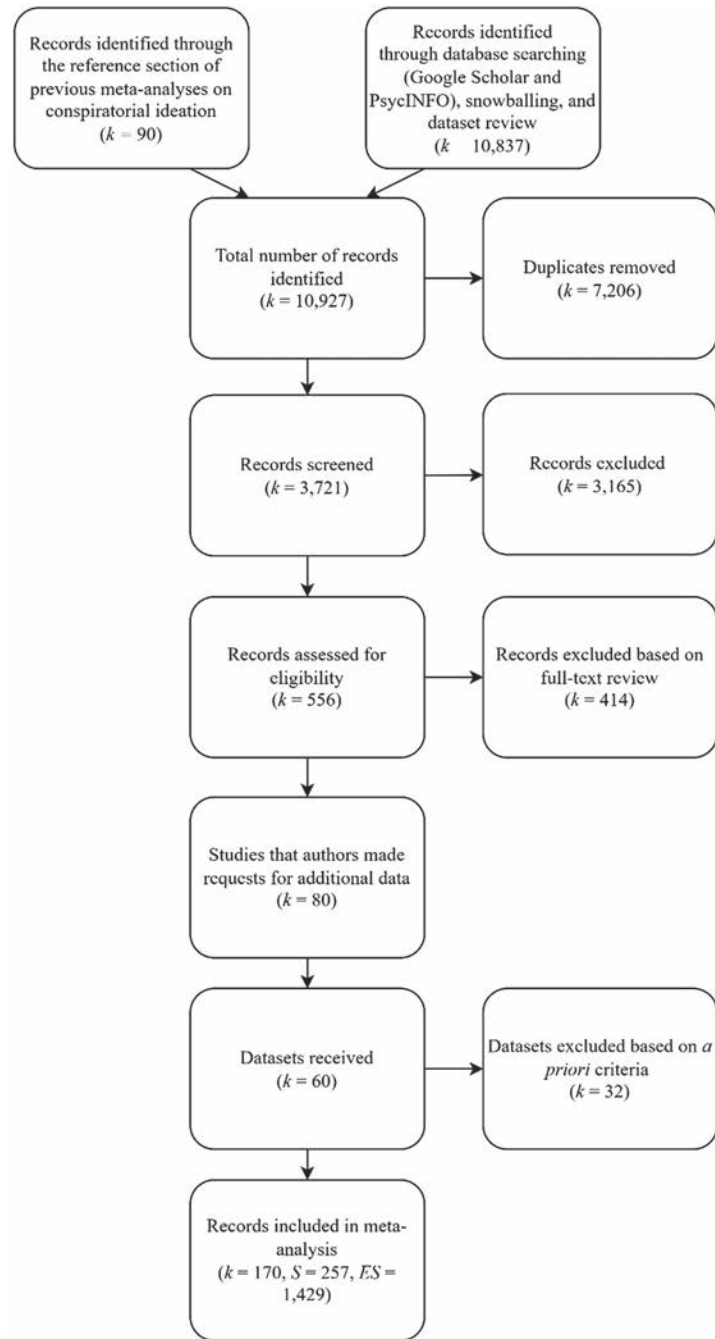 Records identified through
the reference section of
previous meta-analyses on
conspiratorial ideation
(k = 90)
Records identified
through database searching
(Google Scholar and
PsycINFO), snowballing, and
dataset review
(k 10,837)
Total number of records
identified
(k = 10,927)
Duplicates removed
(k = 7,206)
Records screened
(k = 3,721)
Records excluded
(k = 3,165)
Records assessed for
eligibility
(k = 556)
Records excluded based on
full-text review
(k = 414)
Studies that authors made
requests for additional data
(k = 80)
Datasets received
(k = 60)
Datasets excluded based on a
priori criteria
(k = 32)
Records included in meta-
analysis
(k = 170, S = 257, ES =
1,429)